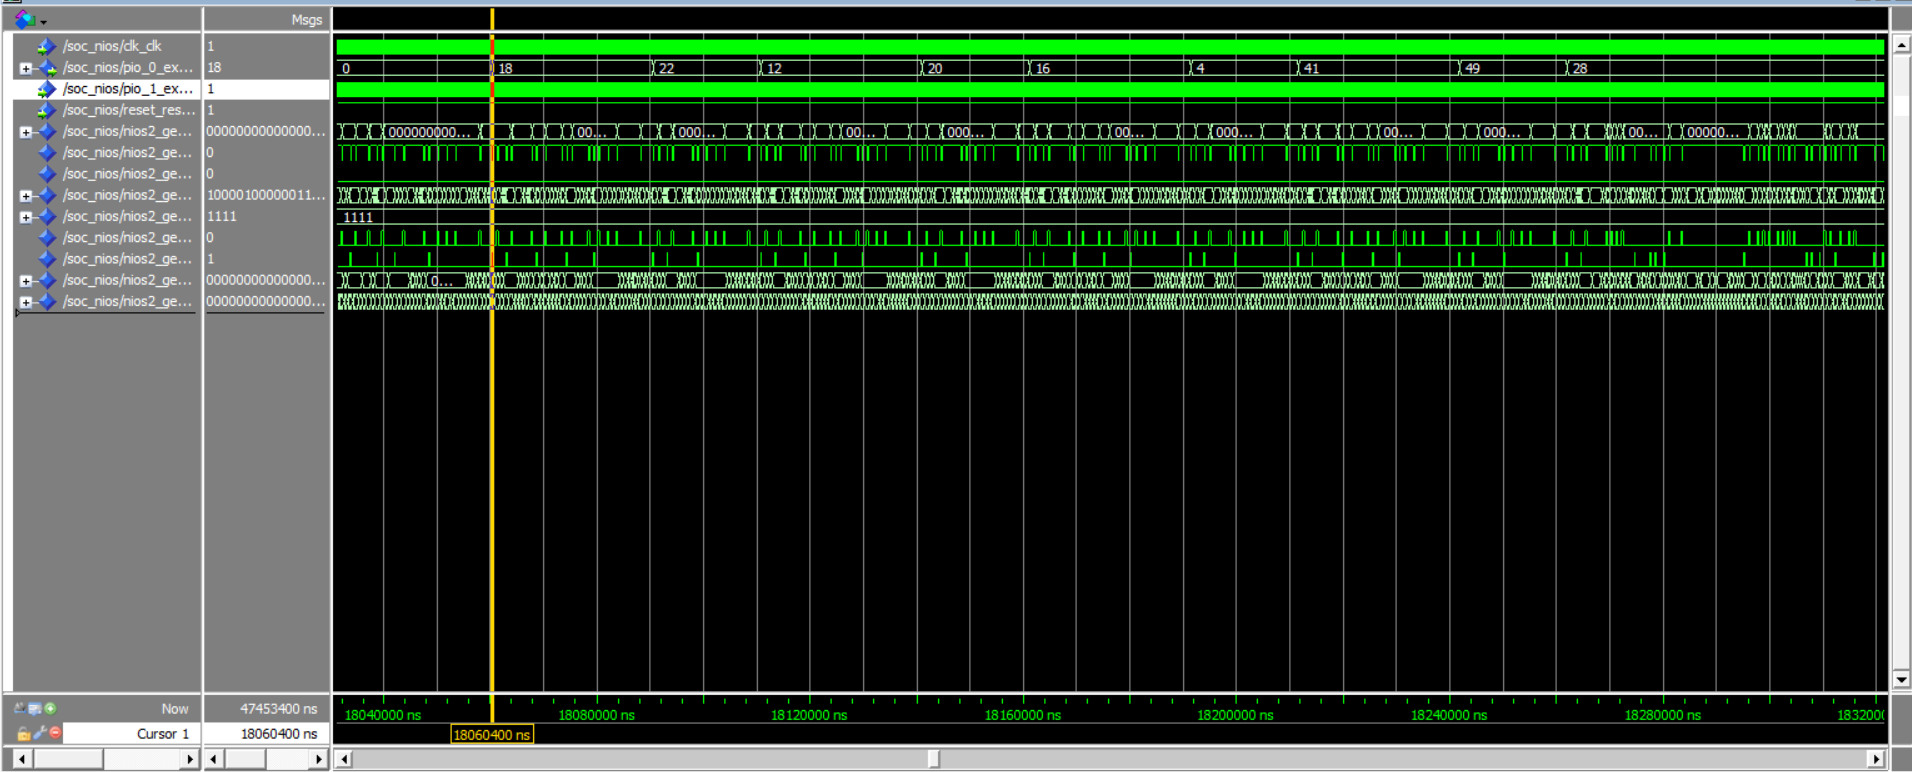 Msgs
/soc_nios/clk_clk 1
/soc_nios/pio_0_ex... 18 0 18 22 12 20 16 4 41 49 28
/soc_nios/pio_1_ex... 1
/soc_nios/reset_res... 1
/soc_nios/nios2_ge... 00000000000000... 000000000... 00... 000... 00... 000... 00... 000... 00... 000... 00... 00000...
/soc_nios/nios2_ge... 0
/soc_nios/nios2_ge... 0
/soc_nios/nios2_ge... 10000100000011...
/soc_nios/nios2_ge... 1111 1111
/soc_nios/nios2_ge... 0
/soc_nios/nios2_ge... 1
/soc_nios/nios2_ge... 00000000000000... 0...
/soc_nios/nios2_ge... 00000000000000...
Now 47453400 ns 18040000 ns 18080000 ns 18120000 ns 18160000 ns 18200000 ns 18240000 ns 18280000 ns 1832000
Cursor 1 18060400 ns 18060400 ns